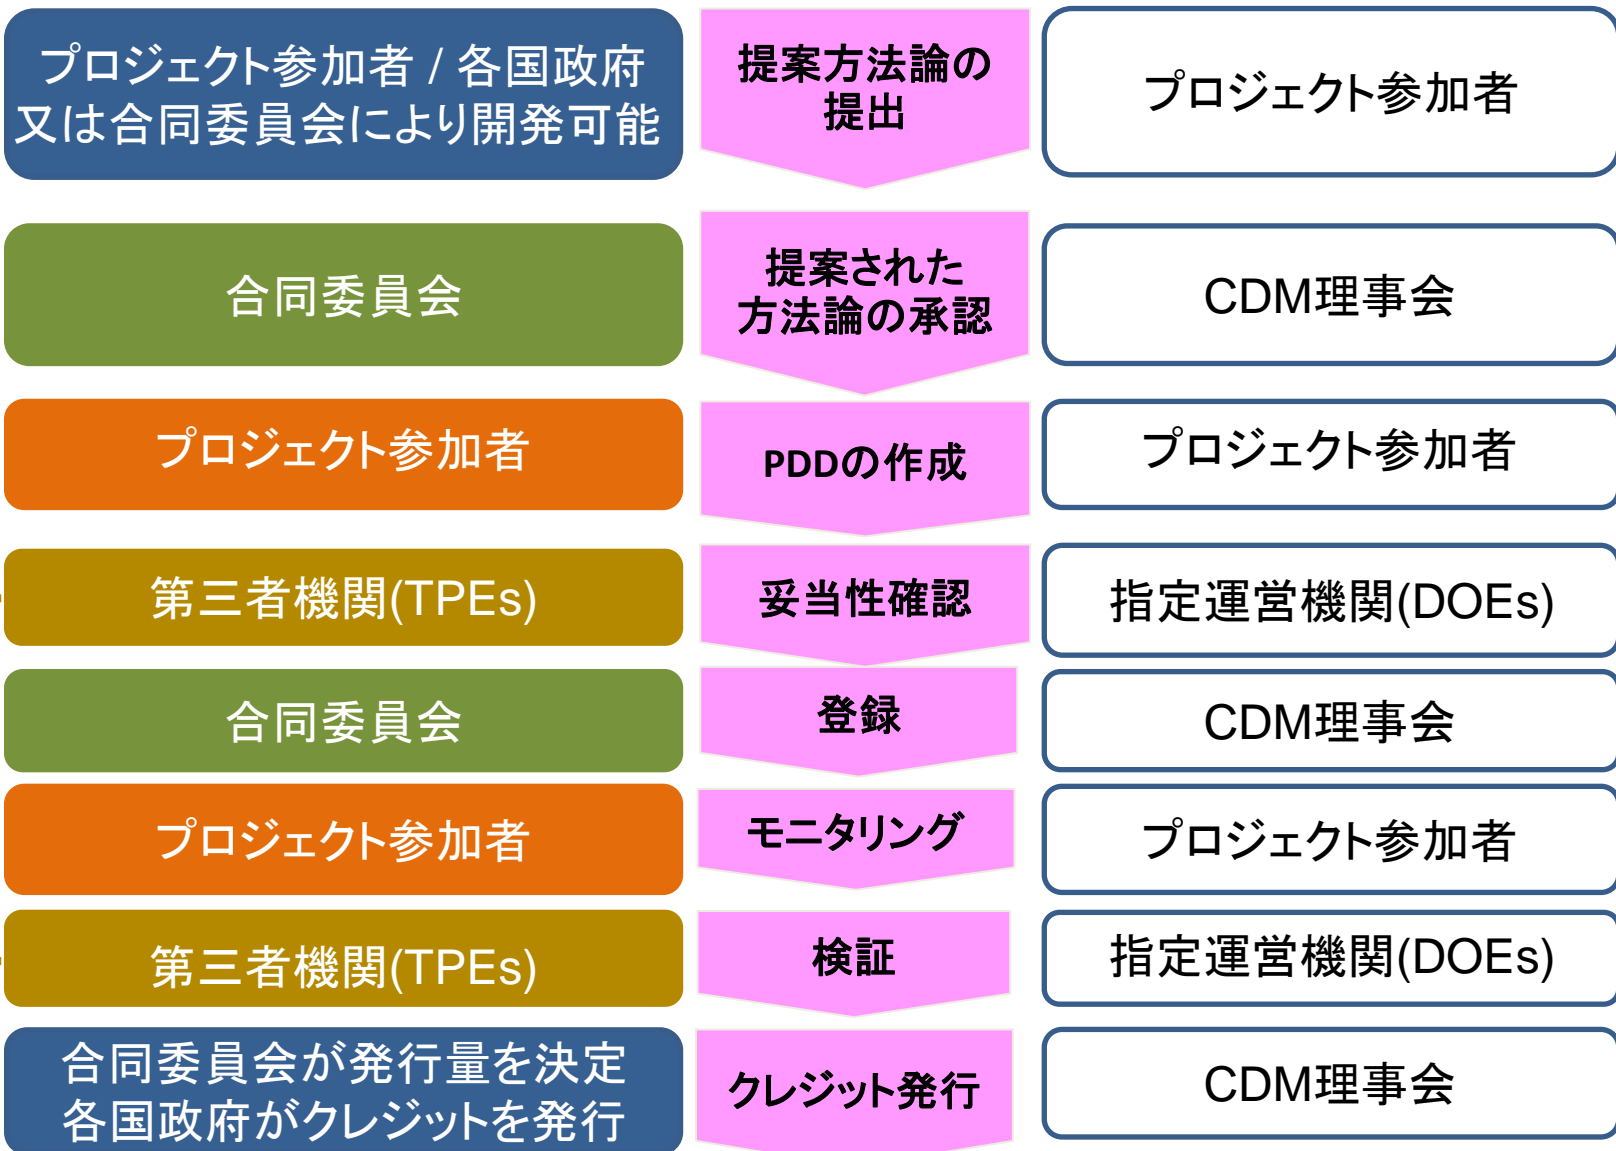 プロジェクト参加者 / 各国政府
又は合同委員会により開発可能
提案方法論の
提出
プロジェクト参加者
合同委員会
提案された
方法論の承認
CDM理事会
プロジェクト参加者
PDDの作成
プロジェクト参加者
第三者機関(TPEs)
妥当性確認
指定運営機関(DOEs)
合同委員会
登録
CDM理事会
プロジェクト参加者
モニタリング
プロジェクト参加者
第三者機関(TPEs)
検証
指定運営機関(DOEs)
合同委員会が発行量を決定
各国政府がクレジットを発行
クレジット発行
CDM理事会